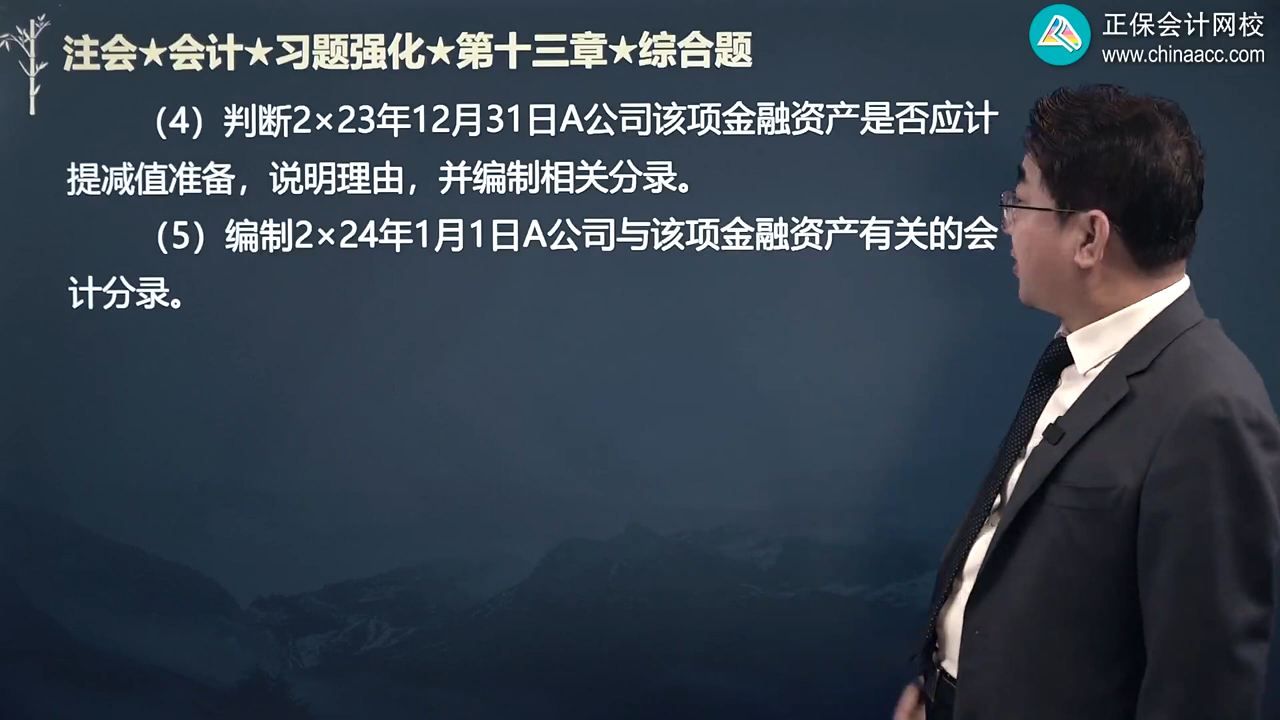 正保会计网校
www.chinaacc.com
注会★会计★习题强化★第十三章★综合题
（4）判断2×23年12月31日A公司该项金融资产是否应计
提减值准备，说明理由，并编制相关分录。
（5）编制2×24年1月1日A公司与该项金融资产有关的会
计分录。